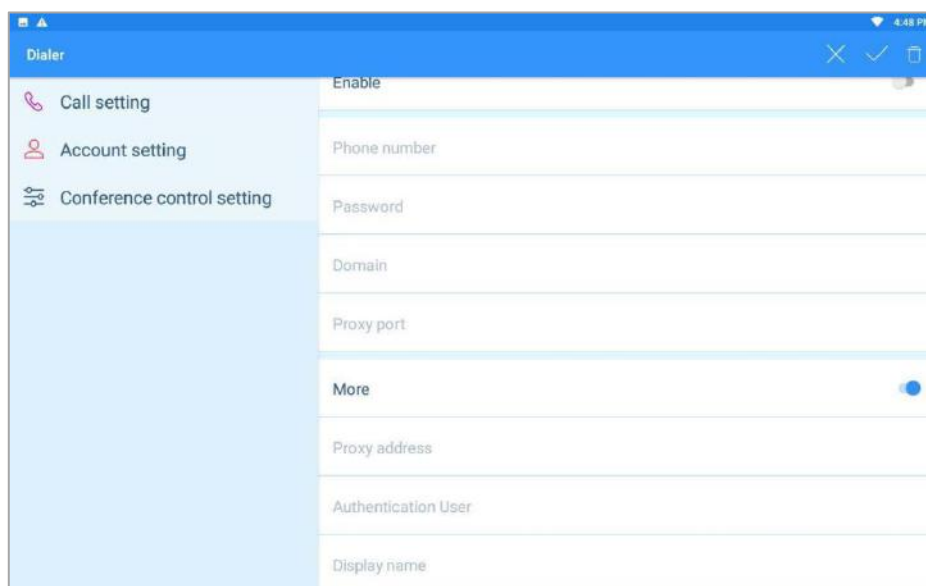 4:48 PM
Dialer
Call setting
Account setting
Conference control setting
Enable
Phone number
Password
Domain
Proxy port
More
Proxy address
Authentication User
Display name